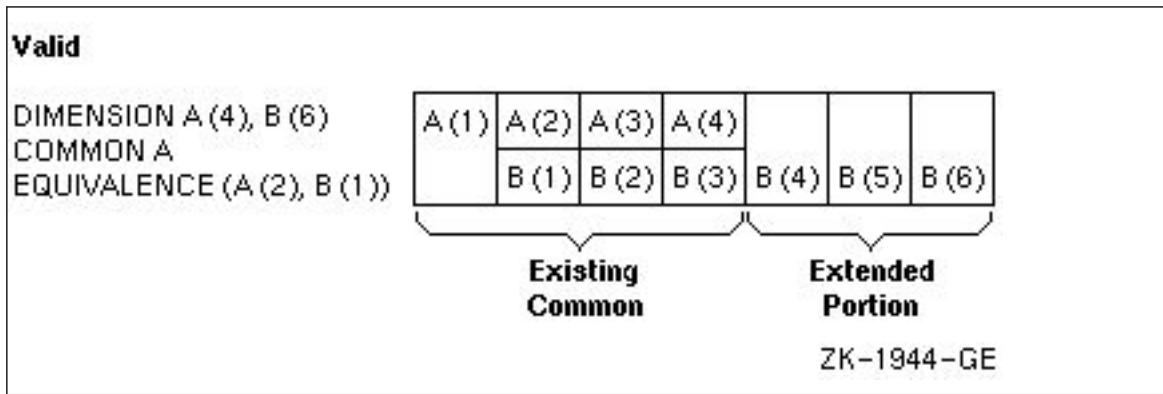 Valid
DIMENSION A (4), B (6)
COMMON A
EQUIVALENCE (A (2), B (1))
A (1) A (2) A (3) A (4)
B (1) B (2) B (3) B (4) B (5) B (6)
Existing Extended
Common Portion
ZK-1944-GE